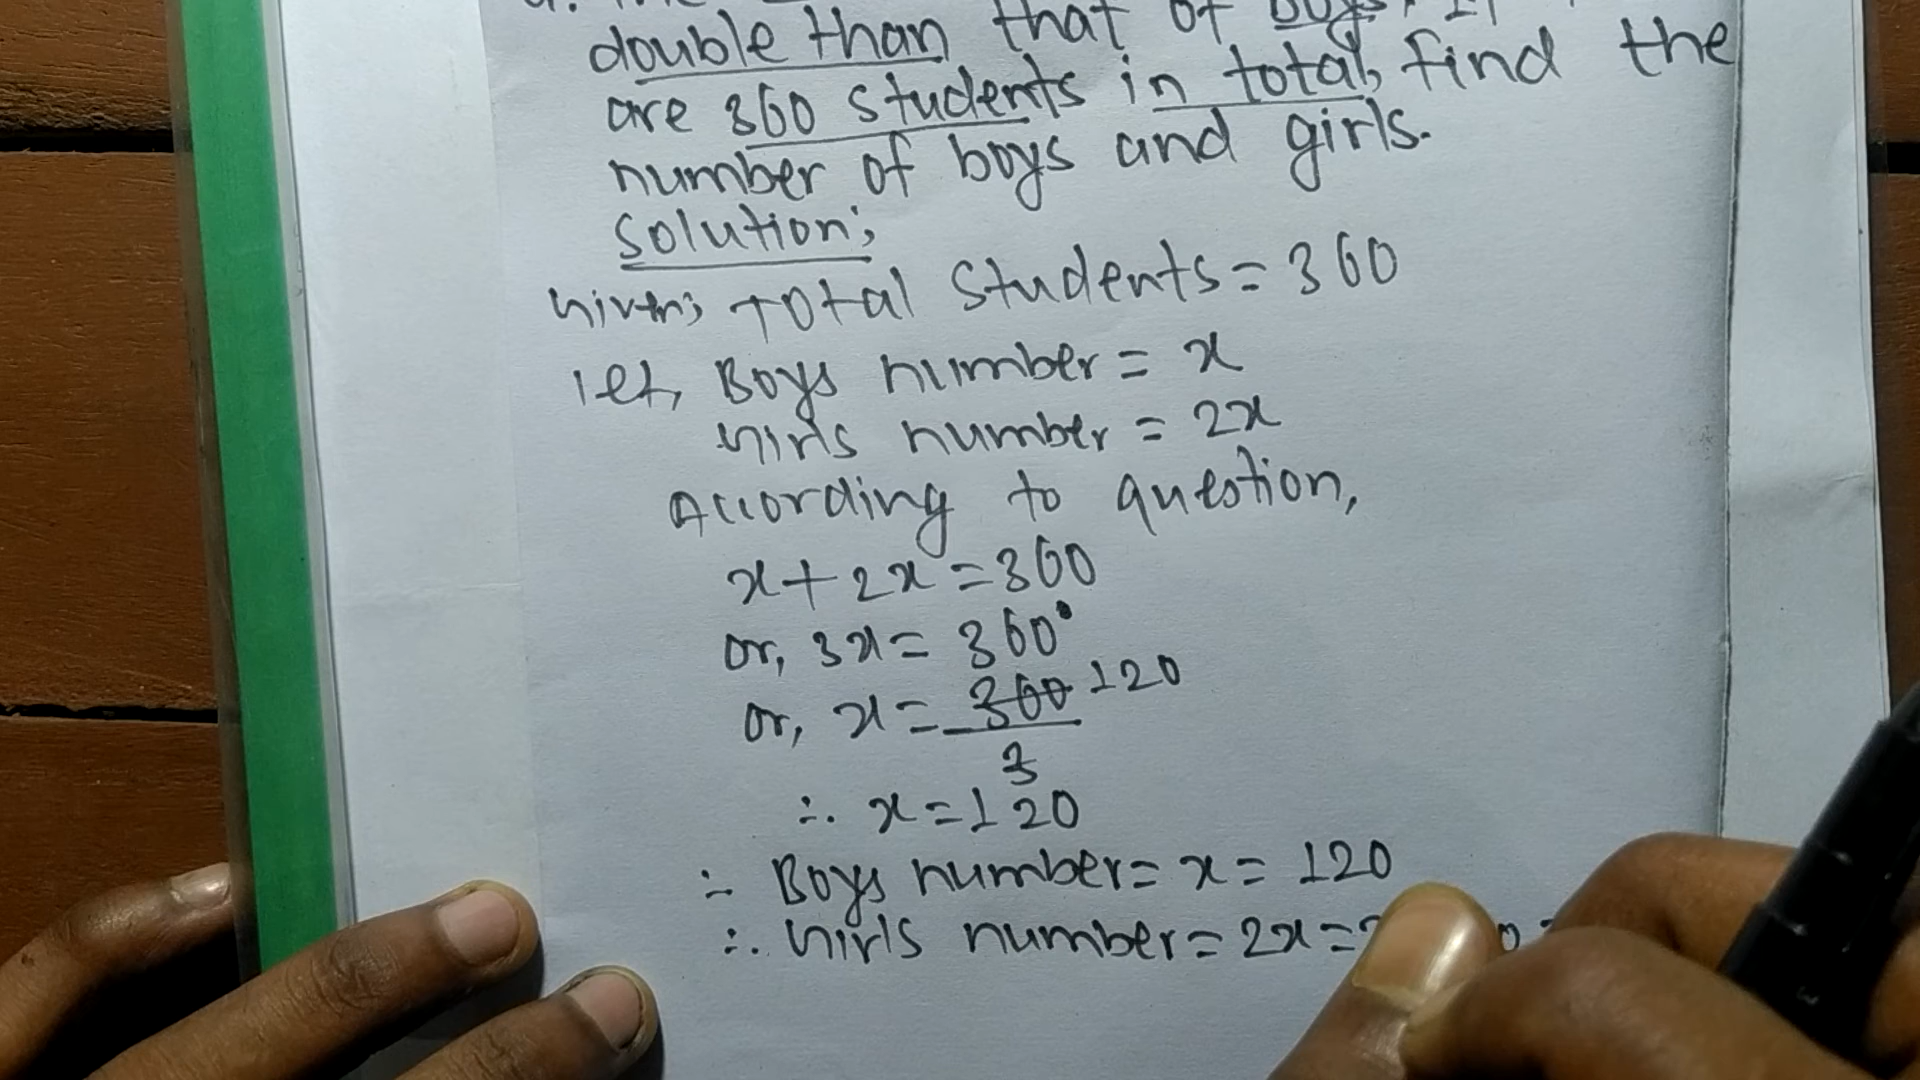 double than that of boys. If
are 360 students in total, find the
number of boys and girls.
Solution;
Given; Total Students = 360
let, Boys number = x
Girls number = 2x
According to question,
x + 2x = 360
or, 3x = 360
or, x = 360 120
3
∴ x = 120
∴ Boys number = x = 120
∴ Girls number = 2x =